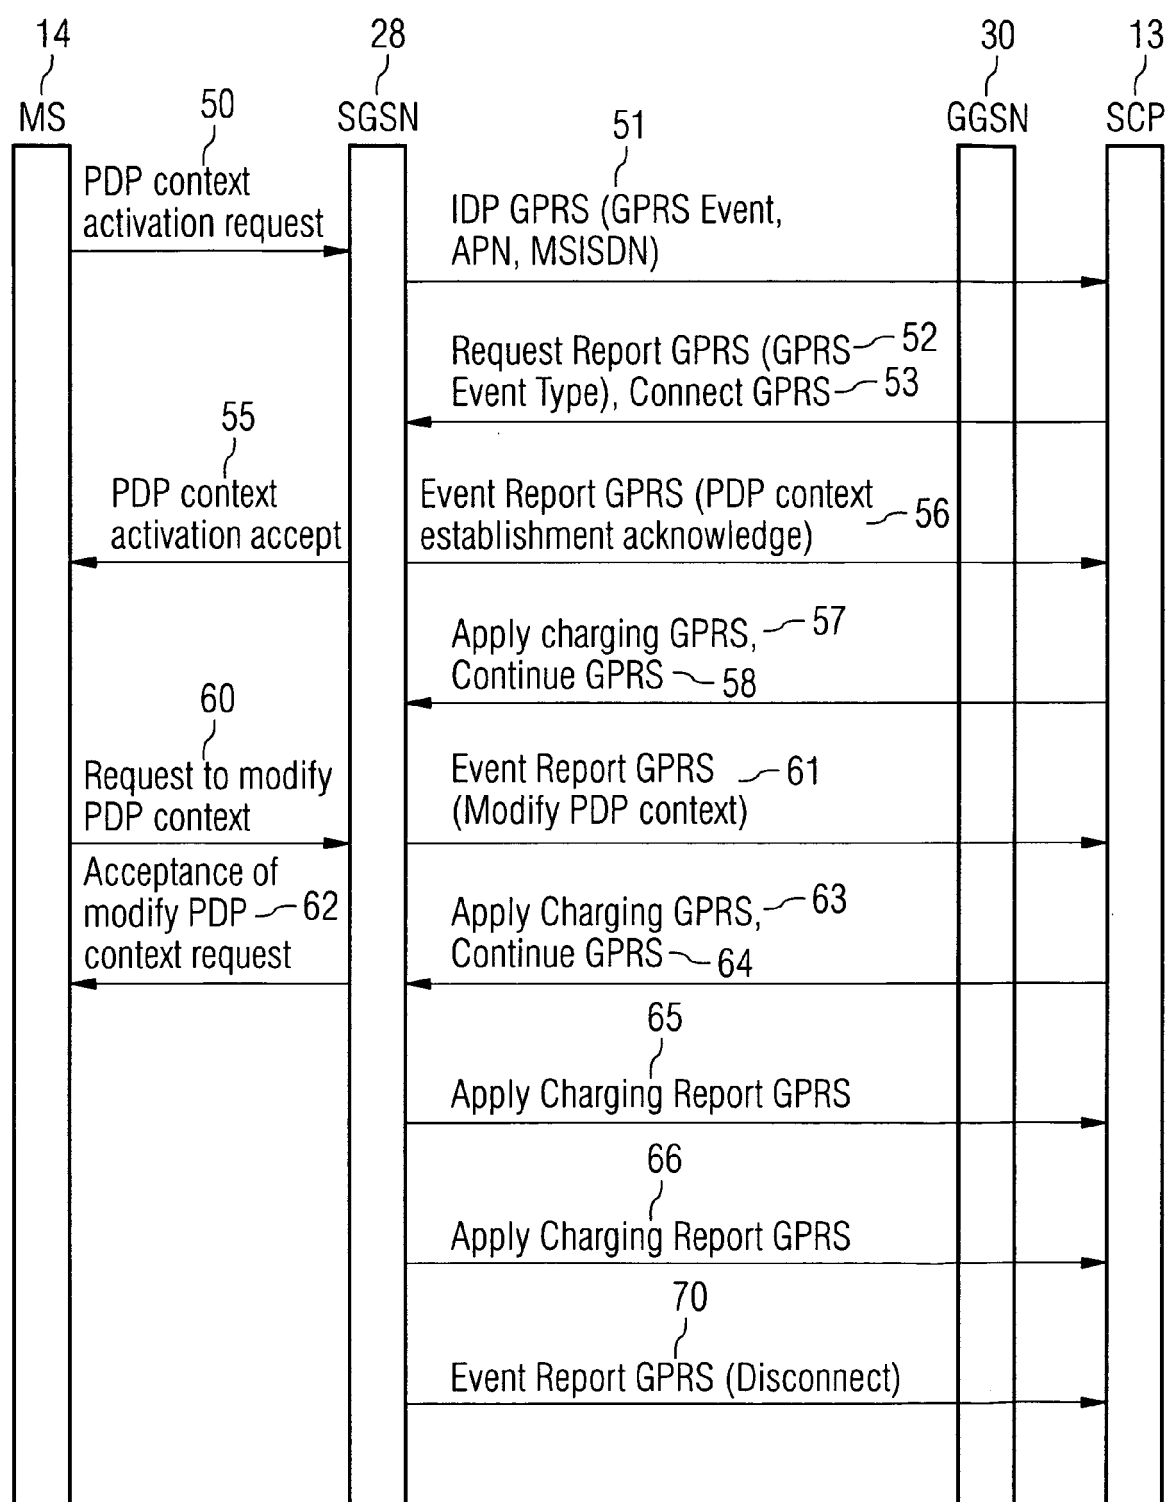 14
28
30
13
MS
SGSN
GGSN
SCP
50
PDP context
activation request
51
IDP GPRS (GPRS Event,
APN, MSISDN)
Request Report GPRS (GPRS 52
Event Type), Connect GPRS 53
55
PDP context
activation accept
Event Report GPRS (PDP context
establishment acknowledge) 56
Apply charging GPRS, 57
Continue GPRS 58
60
Request to modify
PDP context
Event Report GPRS 61
(Modify PDP context)
Acceptance of
modify PDP 62
context request
Apply Charging GPRS, 63
Continue GPRS 64
65
Apply Charging Report GPRS
66
Apply Charging Report GPRS
70
Event Report GPRS (Disconnect)